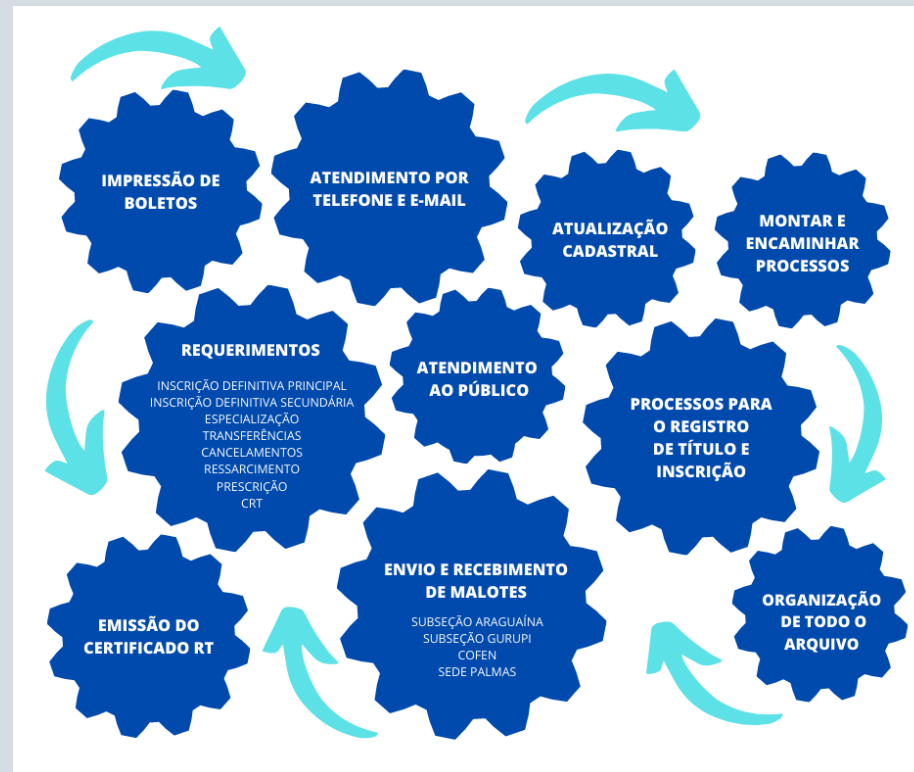 IMPRESSÃO DE
BOLETOS
ATENDIMENTO POR
TELEFONE E E-MAIL
ATUALIZAÇÃO
CADASTRAL
MONTAR E
ENCAMINHAR
PROCESSOS
REQUERIMENTOS
INSCRIÇÃO DEFINITIVA PRINCIPAL
INSCRIÇÃO DEFINITIVA SECUNDÁRIA
ESPECIALIZAÇÃO
TRANSFERÊNCIAS
CANCELAMENTOS
RESSARCIMENTO
PRESCRIÇÃO
CRT
ATENDIMENTO
AO PÚBLICO
PROCESSOS PARA
O REGISTRO
DE TÍTULO E
INSCRIÇÃO
EMISSÃO DO
CERTIFICADO RT
ENVIO E RECEBIMENTO
DE MALOTES
SUBSEÇÃO ARAGUAÍNA
SUBSEÇÃO GURUPI
COFEN
SEDE PALMAS
ORGANIZAÇÃO
DE TODO O
ARQUIVO